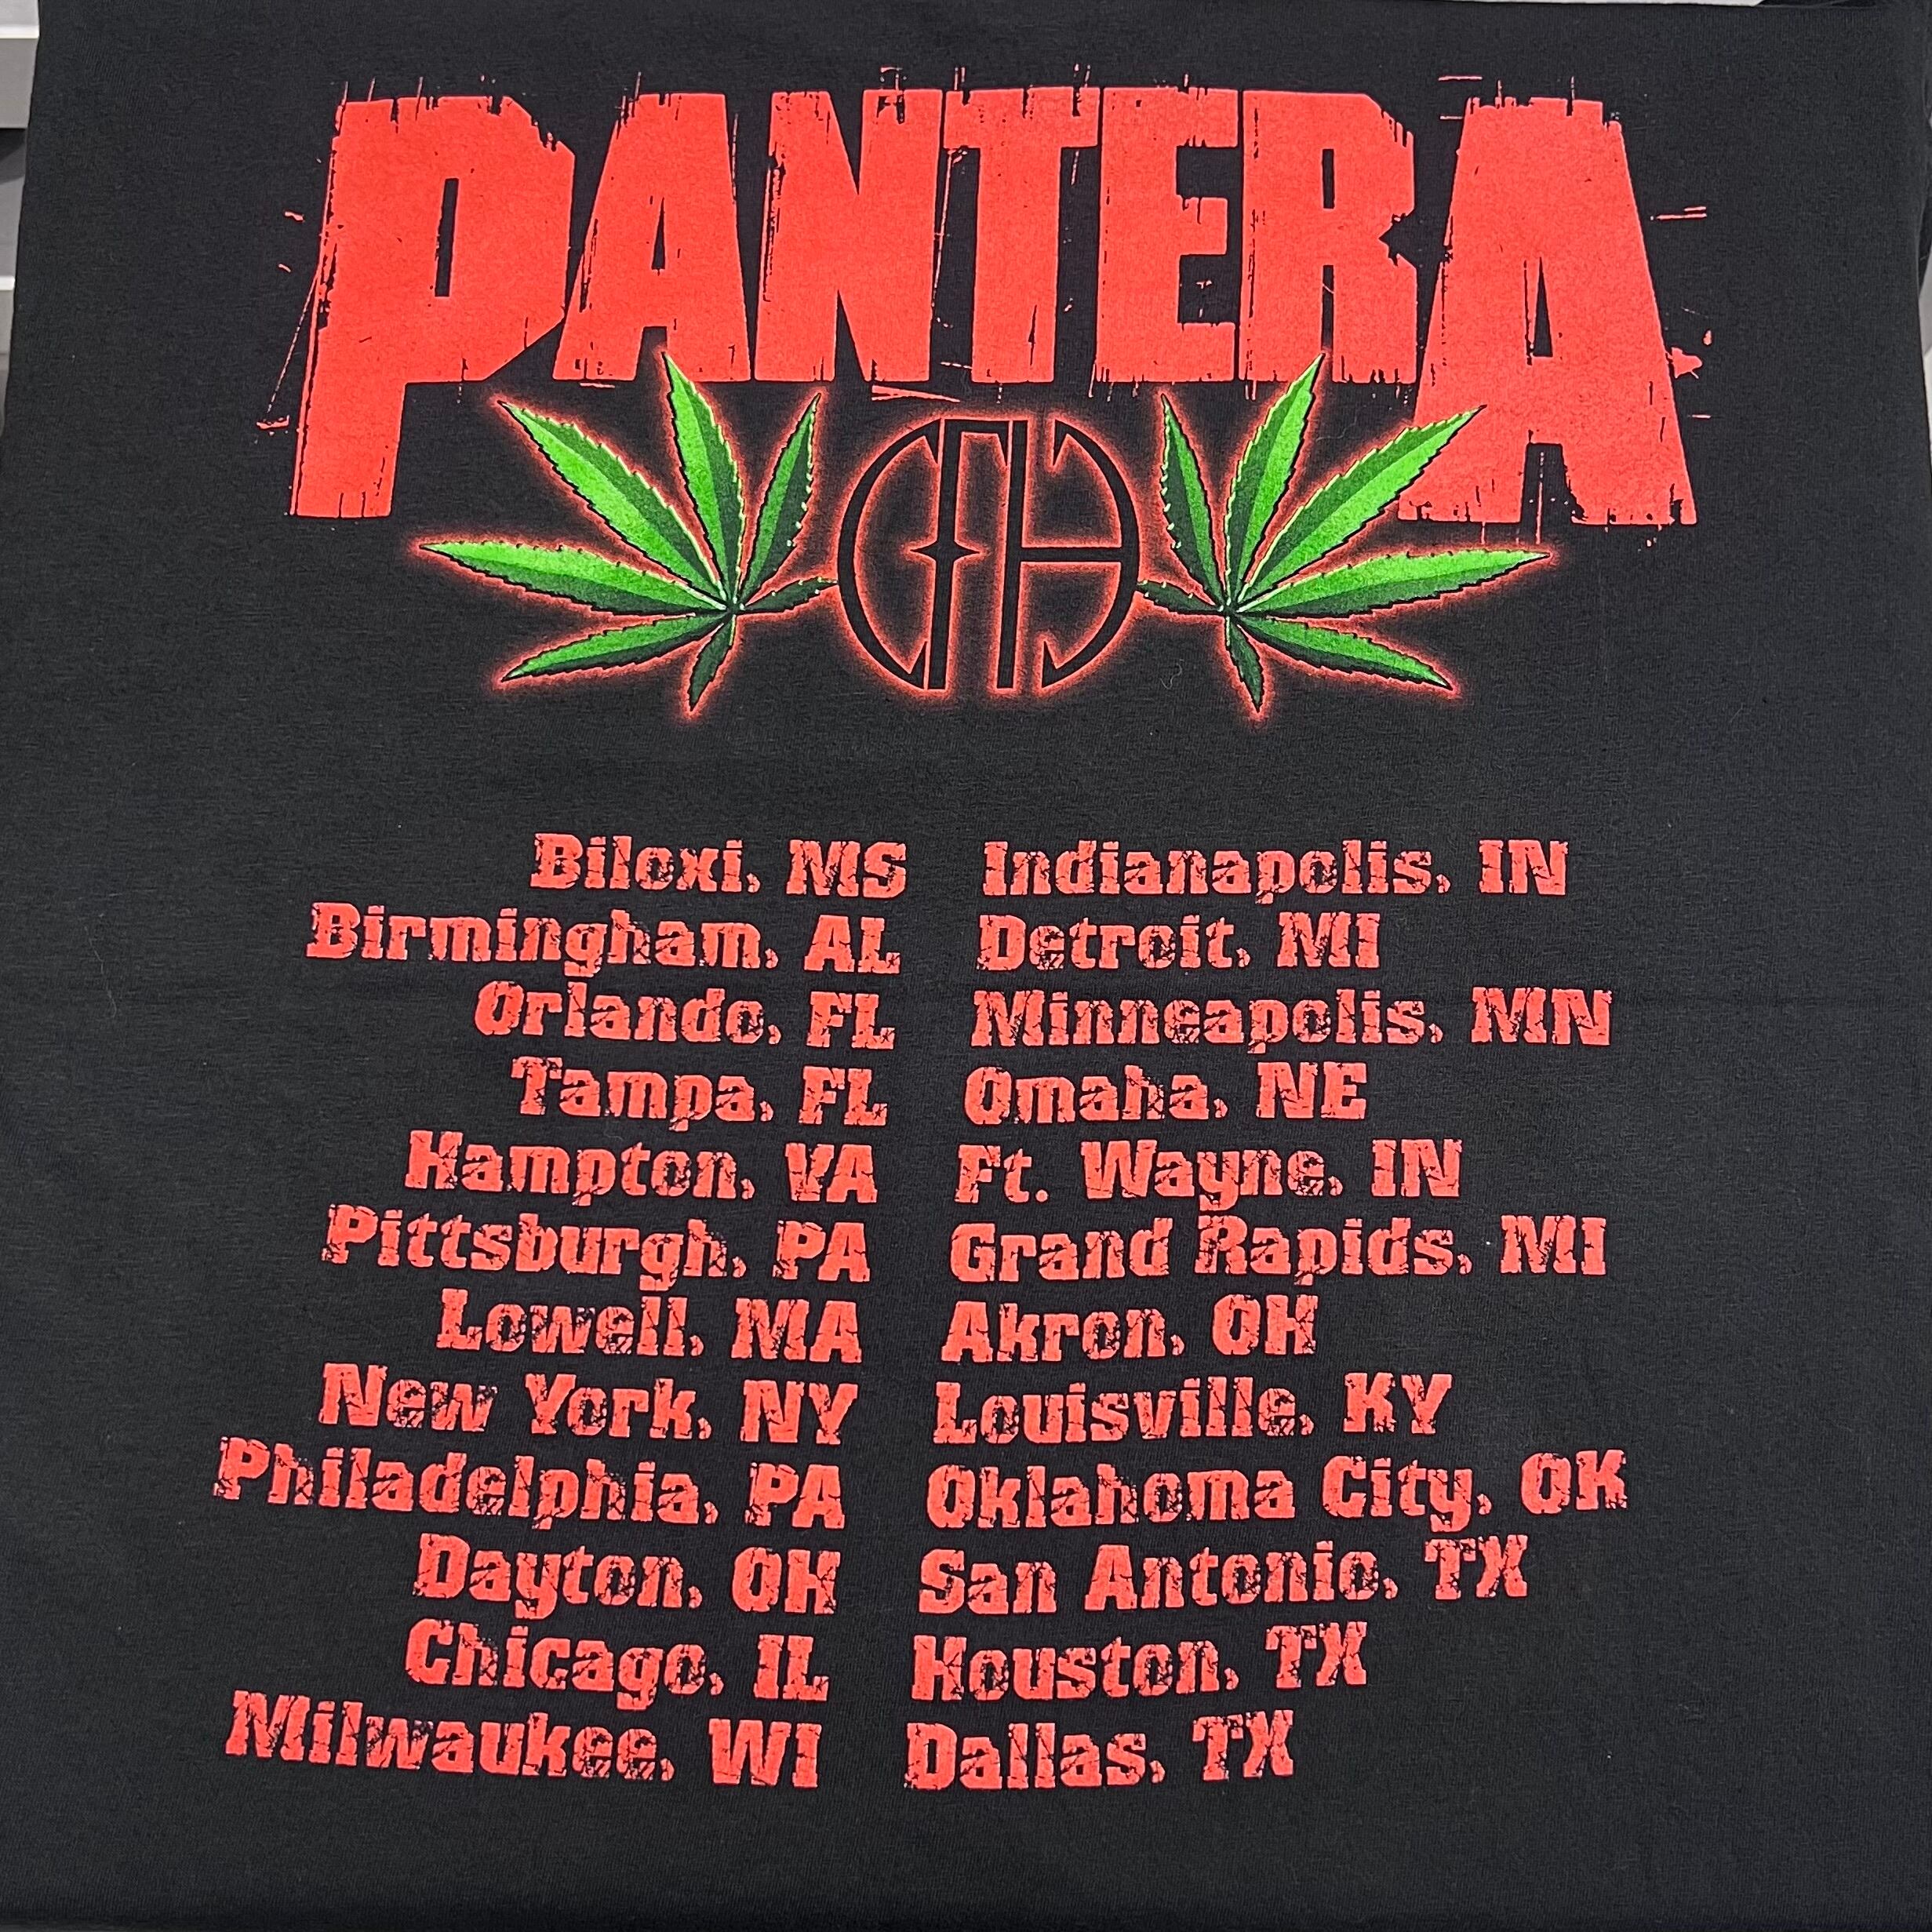 PANTERA
CFH
Biloxi, MS
Birmingham, AL
Orlando, FL
Tampa, FL
Hampton, VA
Pittsburgh, PA
Lowell, MA
New York, NY
Philadelphia, PA
Dayton, OH
Chicago, IL
Milwaukee, WI
Indianapolis, IN
Detroit, MI
Minneapolis, MN
Omaha, NE
Ft. Wayne, IN
Grand Rapids, MI
Akron, OH
Louisville, KY
Oklahoma City, OK
San Antonio, TX
Houston, TX
Dallas, TX